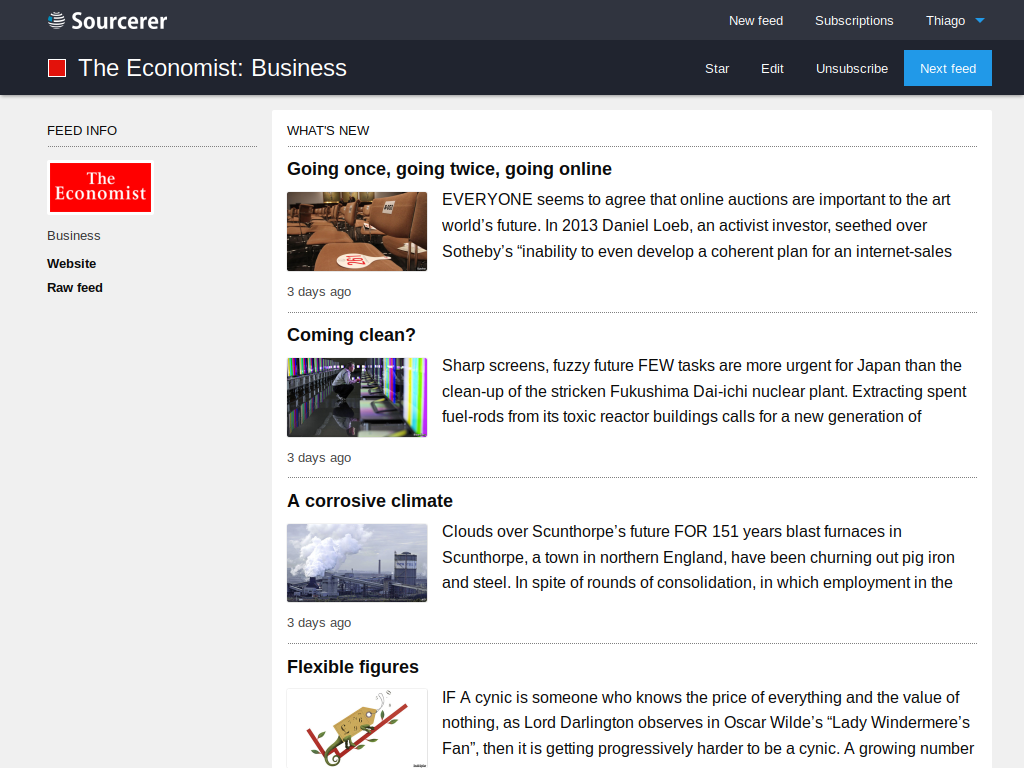 Sourcerer
New feed
Subscriptions
Thiago
The Economist: Business
Star
Edit
Unsubscribe
Next feed
FEED INFO
The
Economist
Business
Website
Raw feed
WHAT'S NEW
Going once, going twice, going online
EVERYONE seems to agree that online auctions are important to the art
world’s future. In 2013 Daniel Loeb, an activist investor, seethed over
Sotheby’s “inability to even develop a coherent plan for an internet-sales
3 days ago
Coming clean?
Sharp screens, fuzzy future FEW tasks are more urgent for Japan than the
clean-up of the stricken Fukushima Dai-ichi nuclear plant. Extracting spent
fuel-rods from its toxic reactor buildings calls for a new generation of
3 days ago
A corrosive climate
Clouds over Scunthorpe’s future FOR 151 years blast furnaces in
Scunthorpe, a town in northern England, have been churning out pig iron
and steel. In spite of rounds of consolidation, in which employment in the
3 days ago
Flexible figures
IF A cynic is someone who knows the price of everything and the value of
nothing, as Lord Darlington observes in Oscar Wilde’s “Lady Windermere’s
Fan”, then it is getting progressively harder to be a cynic. A growing number